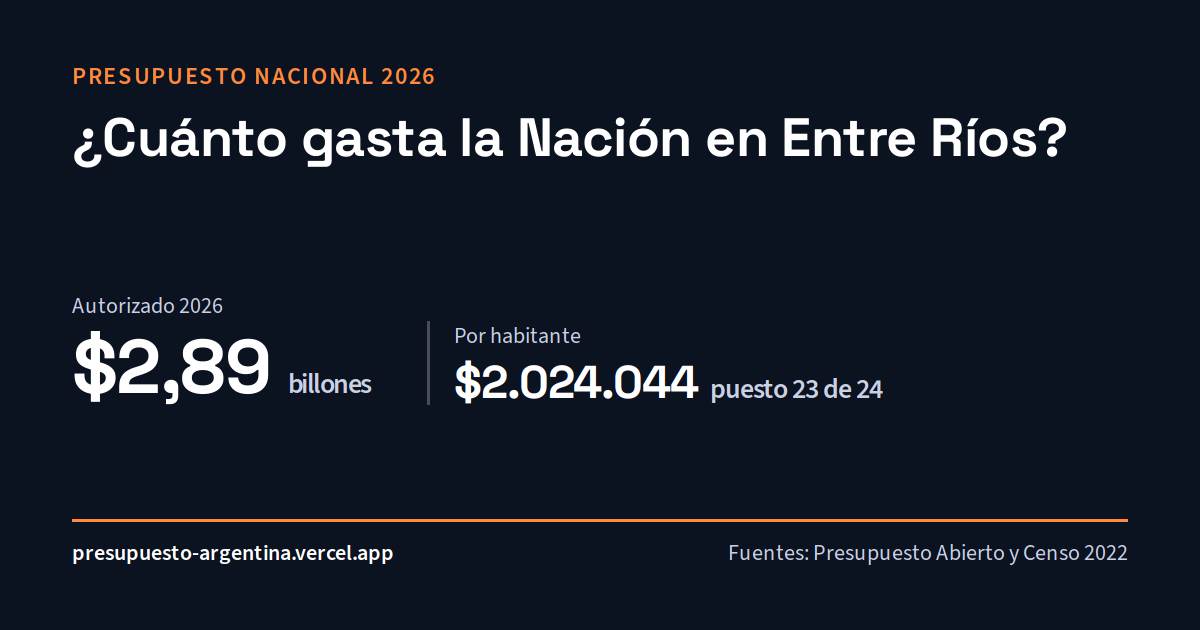 PRESUPUESTO NACIONAL 2026
¿Cuánto gasta la Nación en Entre Ríos?
Autorizado 2026
$2,89 billones
Por habitante
$2.024.044 puesto 23 de 24
presupuesto-argentina.vercel.app
Fuentes: Presupuesto Abierto y Censo 2022